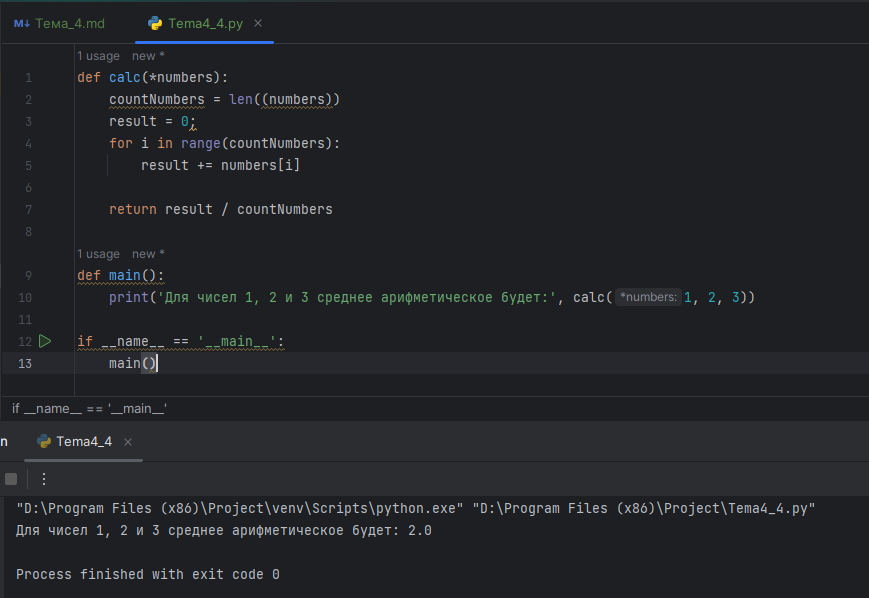 M↓ Тема_4.md Tema4_4.py ×
1 usage new *
1 def calc(*numbers):
2 countNumbers = len((numbers))
3 result = 0;
4 for i in range(countNumbers):
5 result += numbers[i]
6
7 return result / countNumbers
8
1 usage new *
9 def main():
10 print('Для чисел 1, 2 и 3 среднее арифметическое будет:', calc( *numbers: 1, 2, 3))
11
12 if __name__ == '__main__':
13 main()
if __name__ == '__main__'
n Tema4_4 ×
"D:\Program Files (x86)\Project\venv\Scripts\python.exe" "D:\Program Files (x86)\Project\Tema4_4.py"
Для чисел 1, 2 и 3 среднее арифметическое будет: 2.0
Process finished with exit code 0